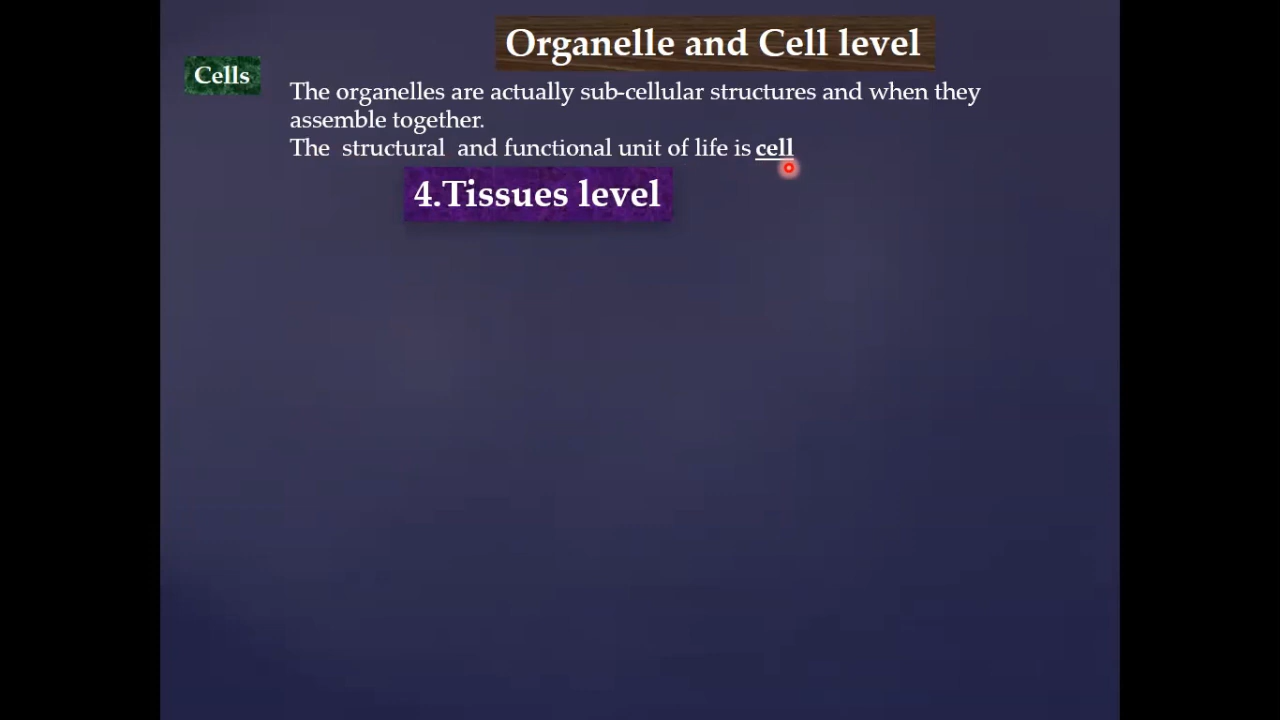 Organelle and Cell level
Cells
The organelles are actually sub-cellular structures and when they
assemble together.
The structural and functional unit of life is cell
4.Tissues level